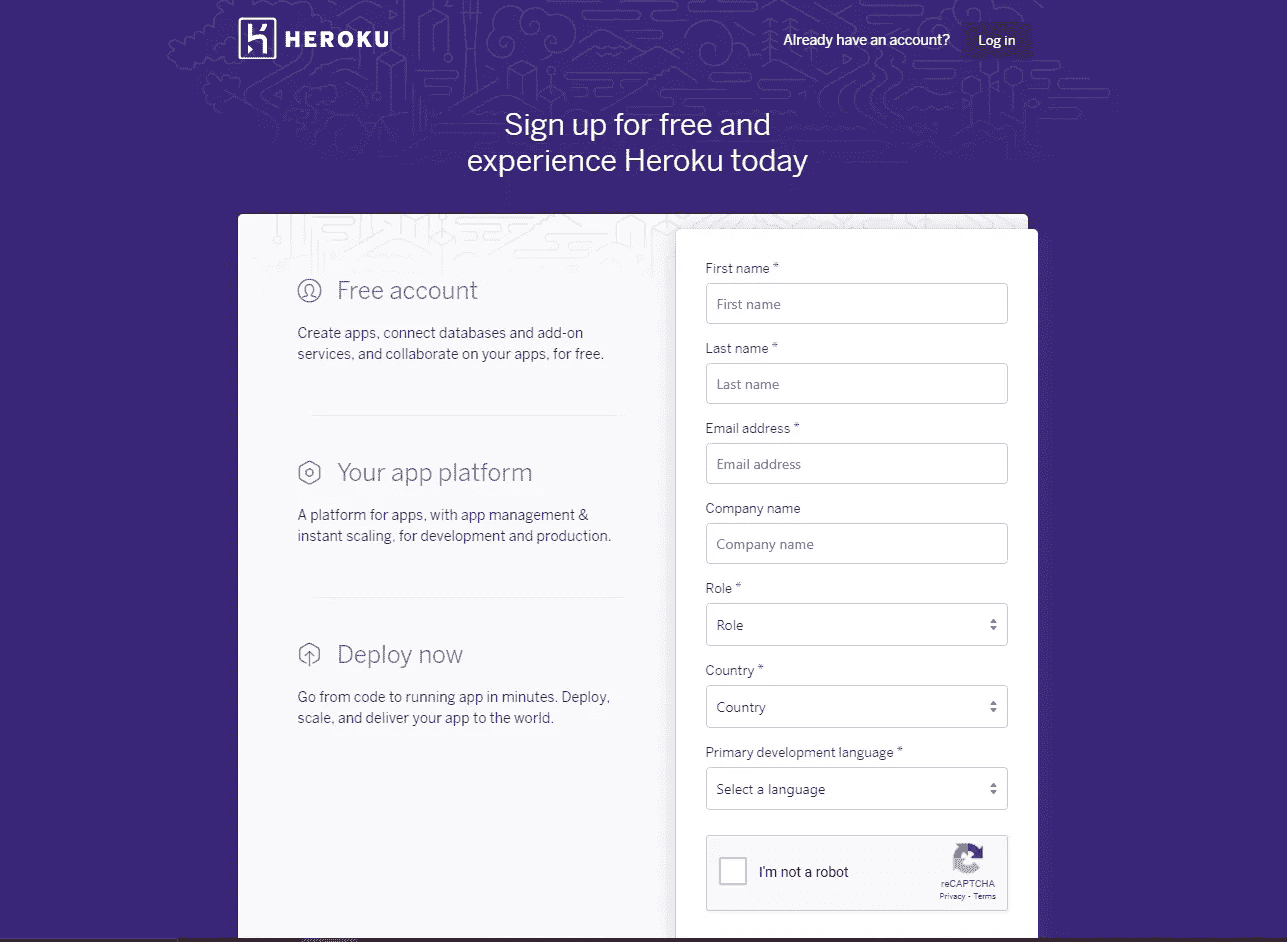 HEROKU
Already have an account? Log in
Sign up for free and
experience Heroku today
Free account
Create apps, connect databases and add-on
services, and collaborate on your apps, for free.
Your app platform
A platform for apps, with app management &
instant scaling, for development and production.
Deploy now
Go from code to running app in minutes. Deploy,
scale, and deliver your app to the world.
First name *
First name
Last name *
Last name
Email address *
Email address
Company name
Company name
Role *
Role
Country *
Country
Primary development language *
Select a language
I'm not a robot
reCAPTCHA
Privacy - Terms